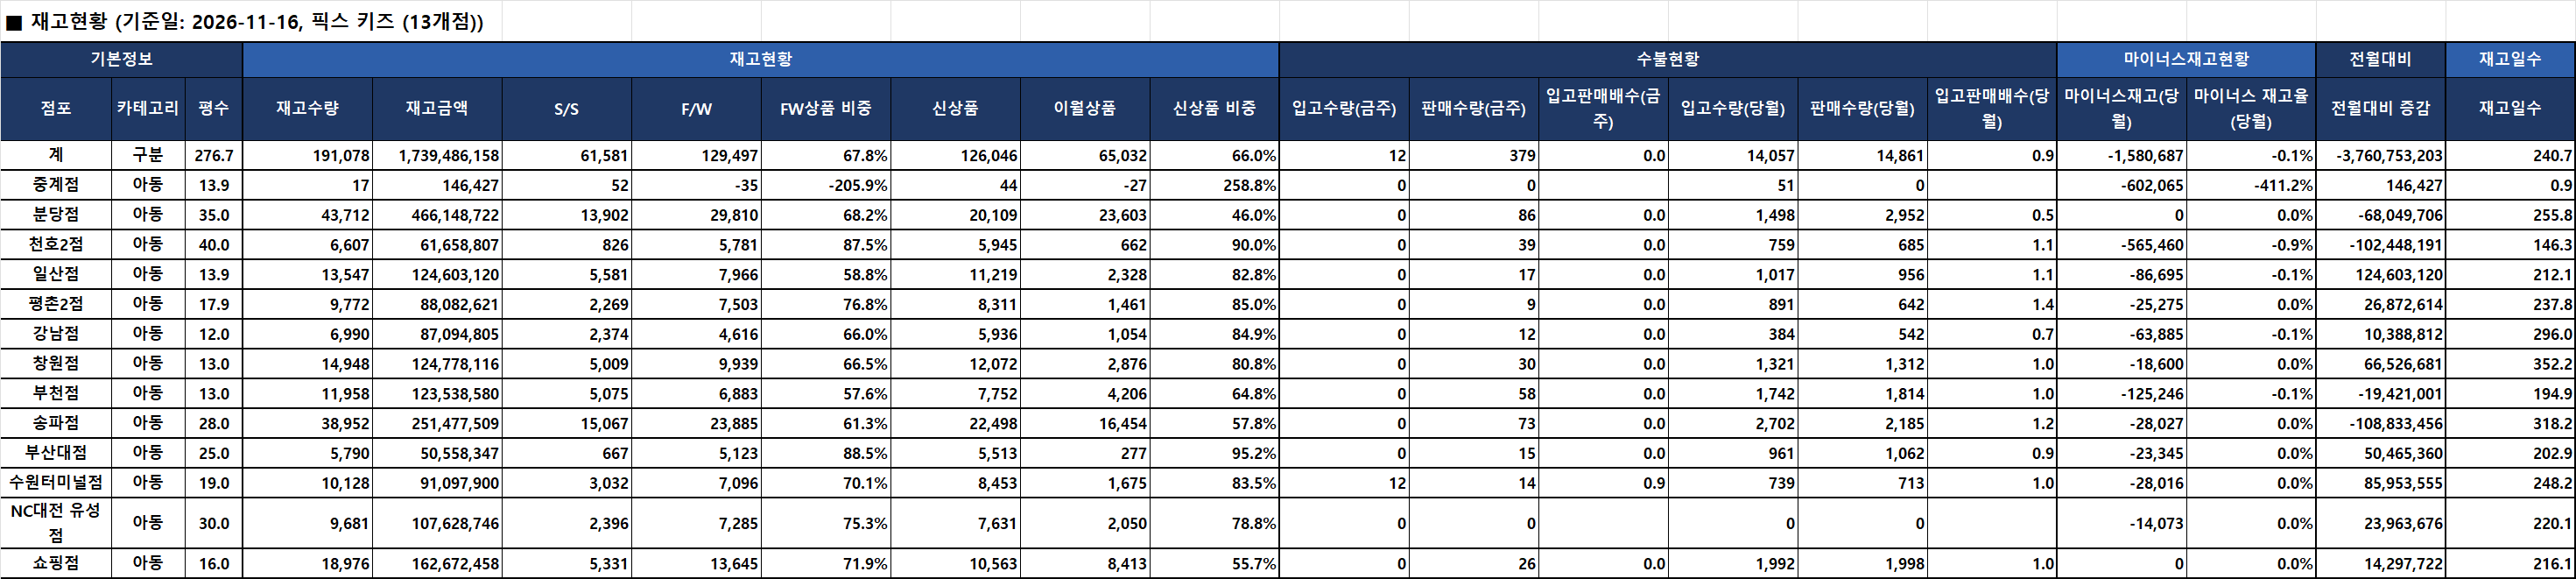 ■ 재고현황 (기준일: 2026-11-16, 픽스 키즈 (13개점))
기본정보 재고현황 수불현황 마이너스재고현황 전월대비 재고일수
점포 카테고리 평수 재고수량 재고금액 S/S F/W FW상품 비중 신상품 이월상품 신상품 비중 입고수량(금주) 판매수량(금주) 입고판매배수(금주) 입고수량(당월) 판매수량(당월) 입고판매배수(당월) 마이너스재고(당월) 마이너스 재고율(당월) 전월대비 증감 재고일수
계 구분 276.7 191,078 1,739,486,158 61,581 129,497 67.8% 126,046 65,032 66.0% 12 379 0.0 14,057 14,861 0.9 -1,580,687 -0.1% -3,760,753,203 240.7
중계점 아동 13.9 17 146,427 52 -35 -205.9% 44 -27 258.8% 0 0 51 0 -602,065 -411.2% 146,427 0.9
분당점 아동 35.0 43,712 466,148,722 13,902 29,810 68.2% 20,109 23,603 46.0% 0 86 0.0 1,498 2,952 0.5 0 0.0% -68,049,706 255.8
천호2점 아동 40.0 6,607 61,658,807 826 5,781 87.5% 5,945 662 90.0% 0 39 0.0 759 685 1.1 -565,460 -0.9% -102,448,191 146.3
일산점 아동 13.9 13,547 124,603,120 5,581 7,966 58.8% 11,219 2,328 82.8% 0 17 0.0 1,017 956 1.1 -86,695 -0.1% 124,603,120 212.1
평촌2점 아동 17.9 9,772 88,082,621 2,269 7,503 76.8% 8,311 1,461 85.0% 0 9 0.0 891 642 1.4 -25,275 0.0% 26,872,614 237.8
강남점 아동 12.0 6,990 87,094,805 2,374 4,616 66.0% 5,936 1,054 84.9% 0 12 0.0 384 542 0.7 -63,885 -0.1% 10,388,812 296.0
창원점 아동 13.0 14,948 124,778,116 5,009 9,939 66.5% 12,072 2,876 80.8% 0 30 0.0 1,321 1,312 1.0 -18,600 0.0% 66,526,681 352.2
부천점 아동 13.0 11,958 123,538,580 5,075 6,883 57.6% 7,752 4,206 64.8% 0 58 0.0 1,742 1,814 1.0 -125,246 -0.1% -19,421,001 194.9
송파점 아동 28.0 38,952 251,477,509 15,067 23,885 61.3% 22,498 16,454 57.8% 0 73 0.0 2,702 2,185 1.2 -28,027 0.0% -108,833,456 318.2
부산대점 아동 25.0 5,790 50,558,347 667 5,123 88.5% 5,513 277 95.2% 0 15 0.0 961 1,062 0.9 -23,345 0.0% 50,465,360 202.9
수원터미널점 아동 19.0 10,128 91,097,900 3,032 7,096 70.1% 8,453 1,675 83.5% 12 14 0.9 739 713 1.0 -28,016 0.0% 85,953,555 248.2
NC대전 유성점 아동 30.0 9,681 107,628,746 2,396 7,285 75.3% 7,631 2,050 78.8% 0 0 0 0 -14,073 0.0% 23,963,676 220.1
쇼핑점 아동 16.0 18,976 162,672,458 5,331 13,645 71.9% 10,563 8,413 55.7% 0 26 0.0 1,992 1,998 1.0 0 0.0% 14,297,722 216.1